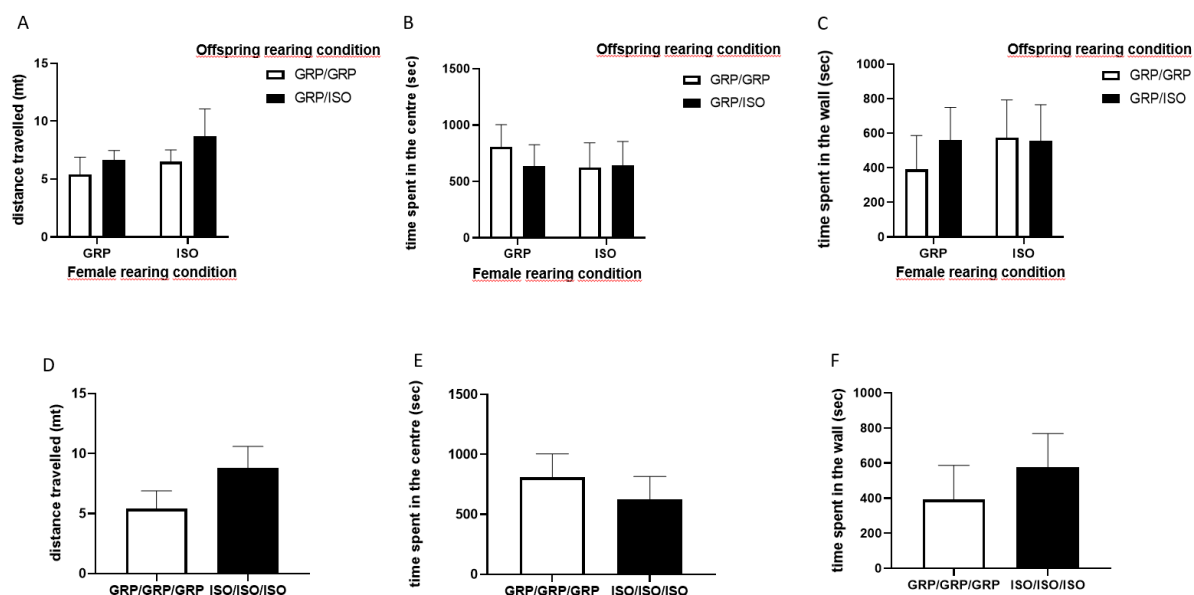 A
Offspring rearing condition
GRP/GRP
GRP/ISO
distance travelled (mt)
15
10
5
0
GRP ISO
Female rearing condition
B
Offspring rearing condition
GRP/GRP
GRP/ISO
time spent in the centre (sec)
1500
1000
500
0
GRP ISO
Female rearing condition
C
Offspring rearing condition
GRP/GRP
GRP/ISO
time spent in the wall (sec)
1000
800
600
400
200
0
GRP ISO
Female rearing condition
D
distance travelled (mt)
15
10
5
0
GRP/GRP/GRP ISO/ISO/ISO
E
time spent in the centre (sec)
1500
1000
500
0
GRP/GRP/GRP ISO/ISO/ISO
F
time spent in the wall (sec)
1000
800
600
400
200
0
GRP/GRP/GRP ISO/ISO/ISO